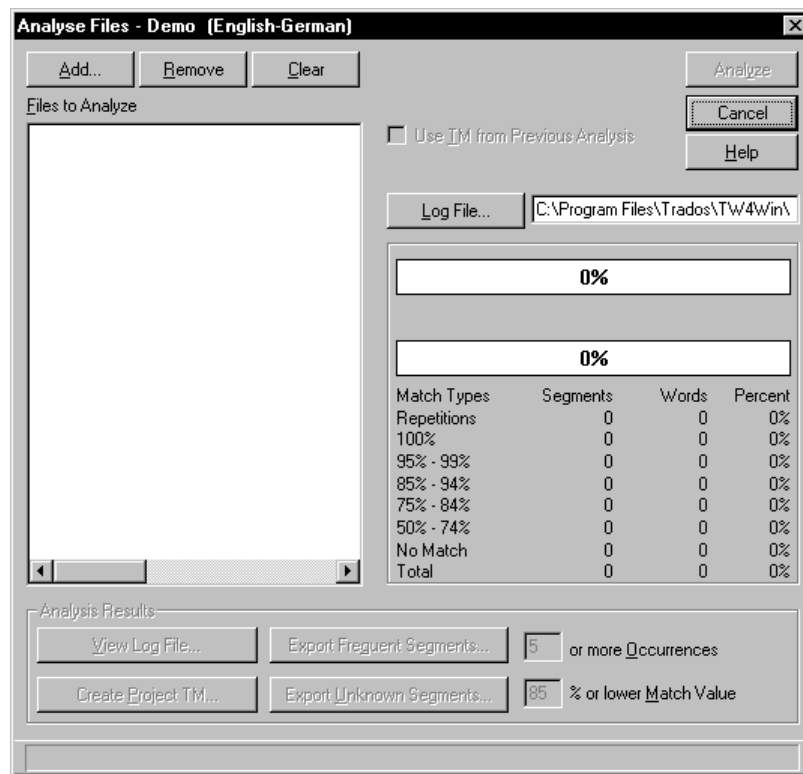 Analyse Files - Demo (English-German)
Add... Remove Clear Analyze
Files to Analyze
Cancel
Use TM from Previous Analysis
Help
Log File... C:\Program Files\Trados\TW4Win\
0%
0%
Match Types Segments Words Percent
Repetitions 0 0 0%
100% 0 0 0%
95% - 99% 0 0 0%
85% - 94% 0 0 0%
75% - 84% 0 0 0%
50% - 74% 0 0 0%
No Match 0 0 0%
Total 0 0 0%
Analysis Results
View Log File... Export Frequent Segments... 5 or more Occurrences
Create Project TM... Export Unknown Segments... 85 % or lower Match Value